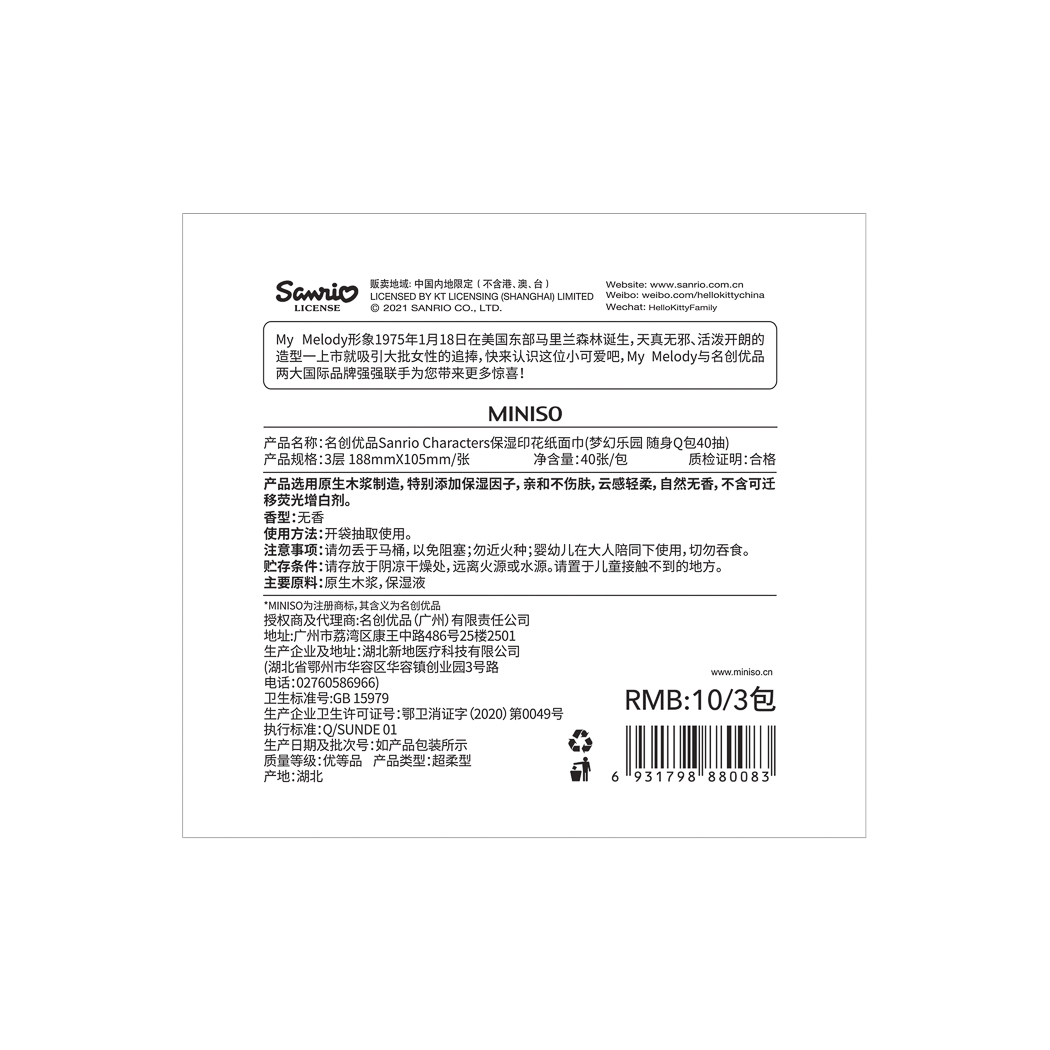 Sanrio
LICENSE
贩卖地域: 中国内地限定（不含港、澳、台）
LICENSED BY KT LICENSING (SHANGHAI) LIMITED
© 2021 SANRIO CO., LTD.
Website: www.sanrio.com.cn
Weibo: weibo.com/hellokittychina
Wechat: HelloKittyFamily
My Melody形象1975年1月18日在美国东部马里兰森林诞生，天真无邪、活泼开朗的
造型一上市就吸引大批女性的追捧，快来认识这位小可爱吧，My Melody与名创优品
两大国际品牌强强联手为您带来更多惊喜！
MINISO
产品名称：名创优品Sanrio Characters保湿印花纸面巾(梦幻乐园 随身Q包40抽)
产品规格：3层 188mmX105mm/张 净含量：40张/包 质检证明：合格
产品选用原生木浆制造，特别添加保湿因子，亲和不伤肤，云感轻柔，自然无香，不含可迁
移荧光增白剂。
香型：无香
使用方法：开袋抽取使用。
注意事项：请勿丢于马桶，以免阻塞；勿近火种；婴幼儿在大人陪同下使用，切勿吞食。
贮存条件：请存放于阴凉干燥处，远离火源或水源。请置于儿童接触不到的地方。
主要原料：原生木浆，保湿液
*MINISO为注册商标，其含义为名创优品
授权商及代理商:名创优品（广州）有限责任公司
地址:广州市荔湾区康王中路486号25楼2501
生产企业及地址：湖北新地医疗科技有限公司
(湖北省鄂州市华容区华容镇创业园3号路
电话：02760586966)
卫生标准号:GB 15979
生产企业卫生许可证号：鄂卫消证字（2020）第0049号
执行标准：Q/SUNDE 01
生产日期及批次号：如产品包装所示
质量等级：优等品 产品类型：超柔型
产地：湖北
www.miniso.cn
RMB:10/3包
6 931798 880083